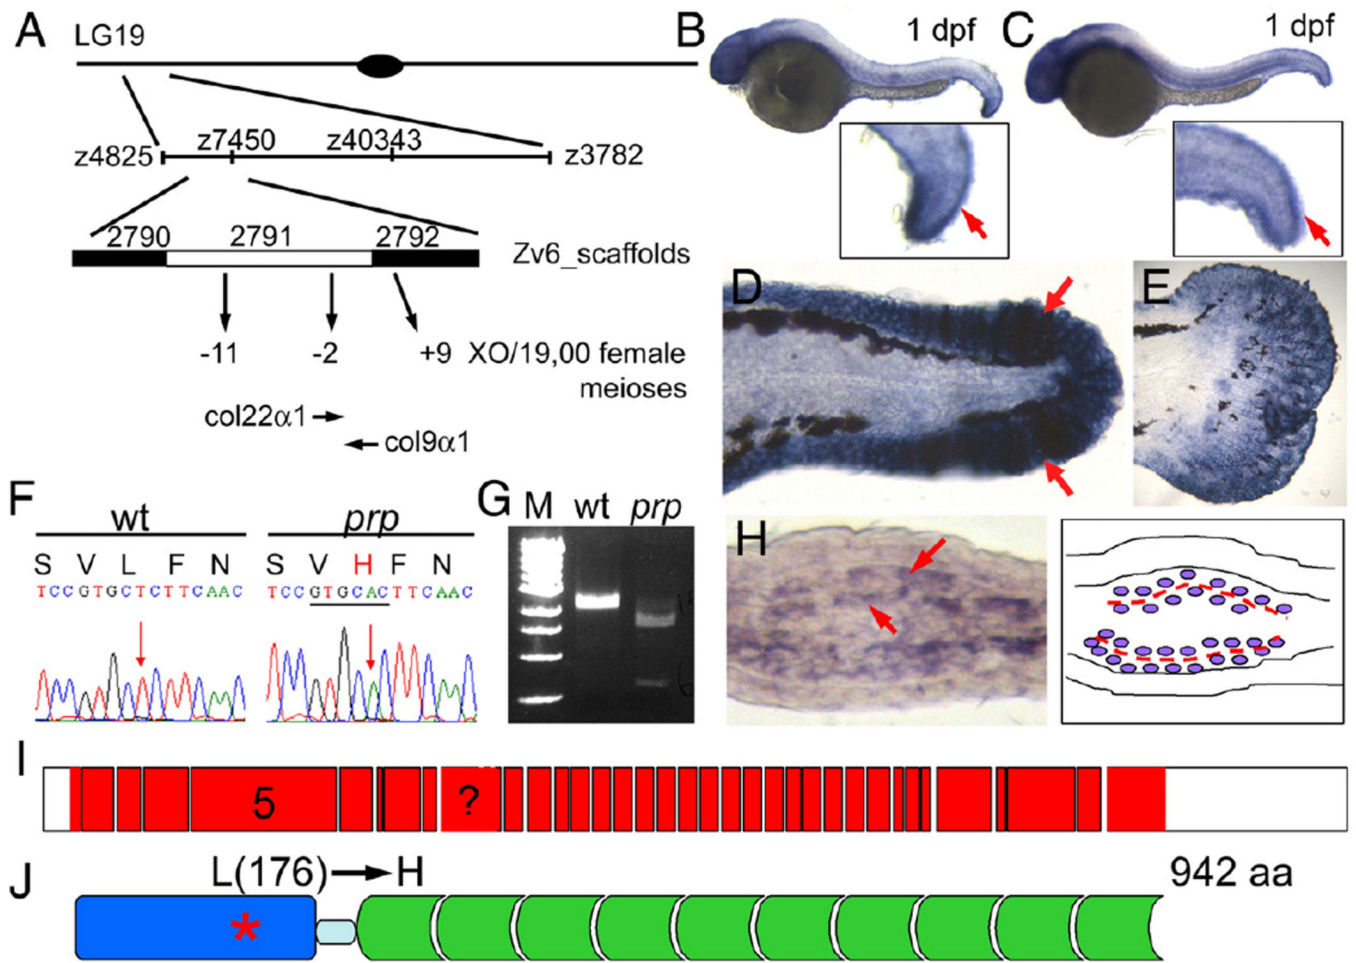 A
LG19
z4825
z7450
z40343
z3782
2790
2791
2792
Zv6_scaffolds
-11
-2
+9
XO/19,00 female
meioses
col22α1
col9α1
B
1 dpf
C
1 dpf
D
E
F
wt
prp
S V L F N
S V H F N
TCCGTGCTCTTCAAC
TCCGTGCACTTCAAC
G
M
wt
prp
H
I
5
?
J
L(176)
H
942 aa